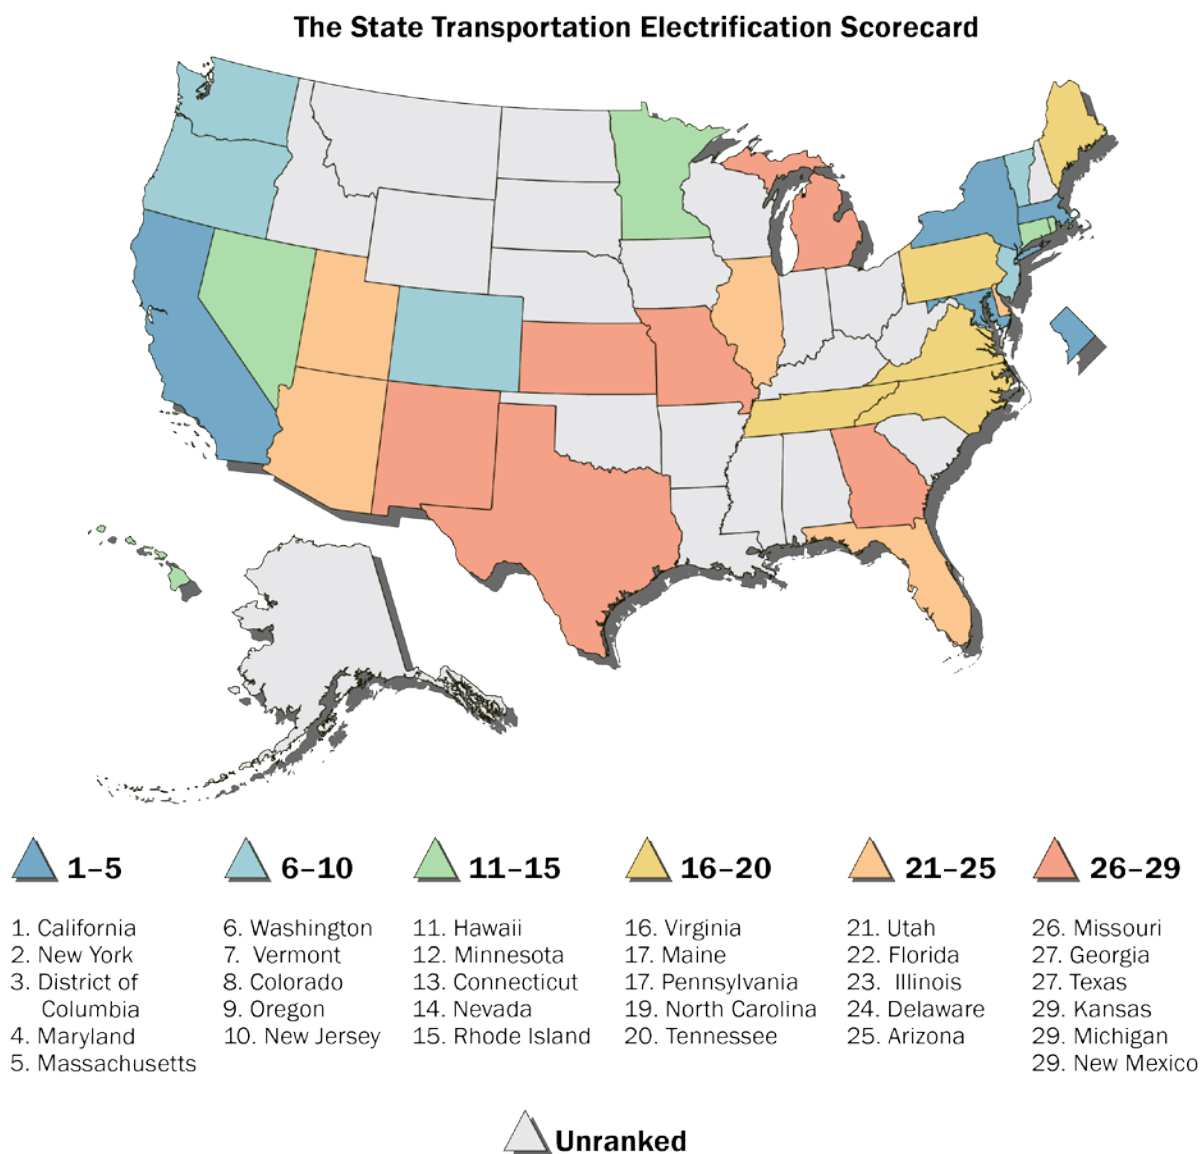 The State Transportation Electrification Scorecard
1–5
1. California
2. New York
3. District of
Columbia
4. Maryland
5. Massachusetts
6–10
6. Washington
7. Vermont
8. Colorado
9. Oregon
10. New Jersey
11–15
11. Hawaii
12. Minnesota
13. Connecticut
14. Nevada
15. Rhode Island
16–20
16. Virginia
17. Maine
17. Pennsylvania
19. North Carolina
20. Tennessee
21–25
21. Utah
22. Florida
23. Illinois
24. Delaware
25. Arizona
26–29
26. Missouri
27. Georgia
27. Texas
29. Kansas
29. Michigan
29. New Mexico
Unranked